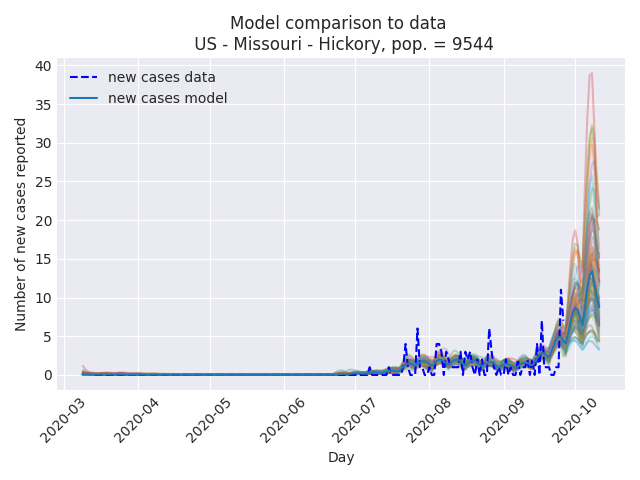 Model comparison to data
US - Missouri - Hickory, pop. = 9544
new cases data
new cases model
Number of new cases reported
40
35
30
25
20
15
10
5
0
2020-03
2020-04
2020-05
2020-06
2020-07
2020-08
2020-09
2020-10
Day